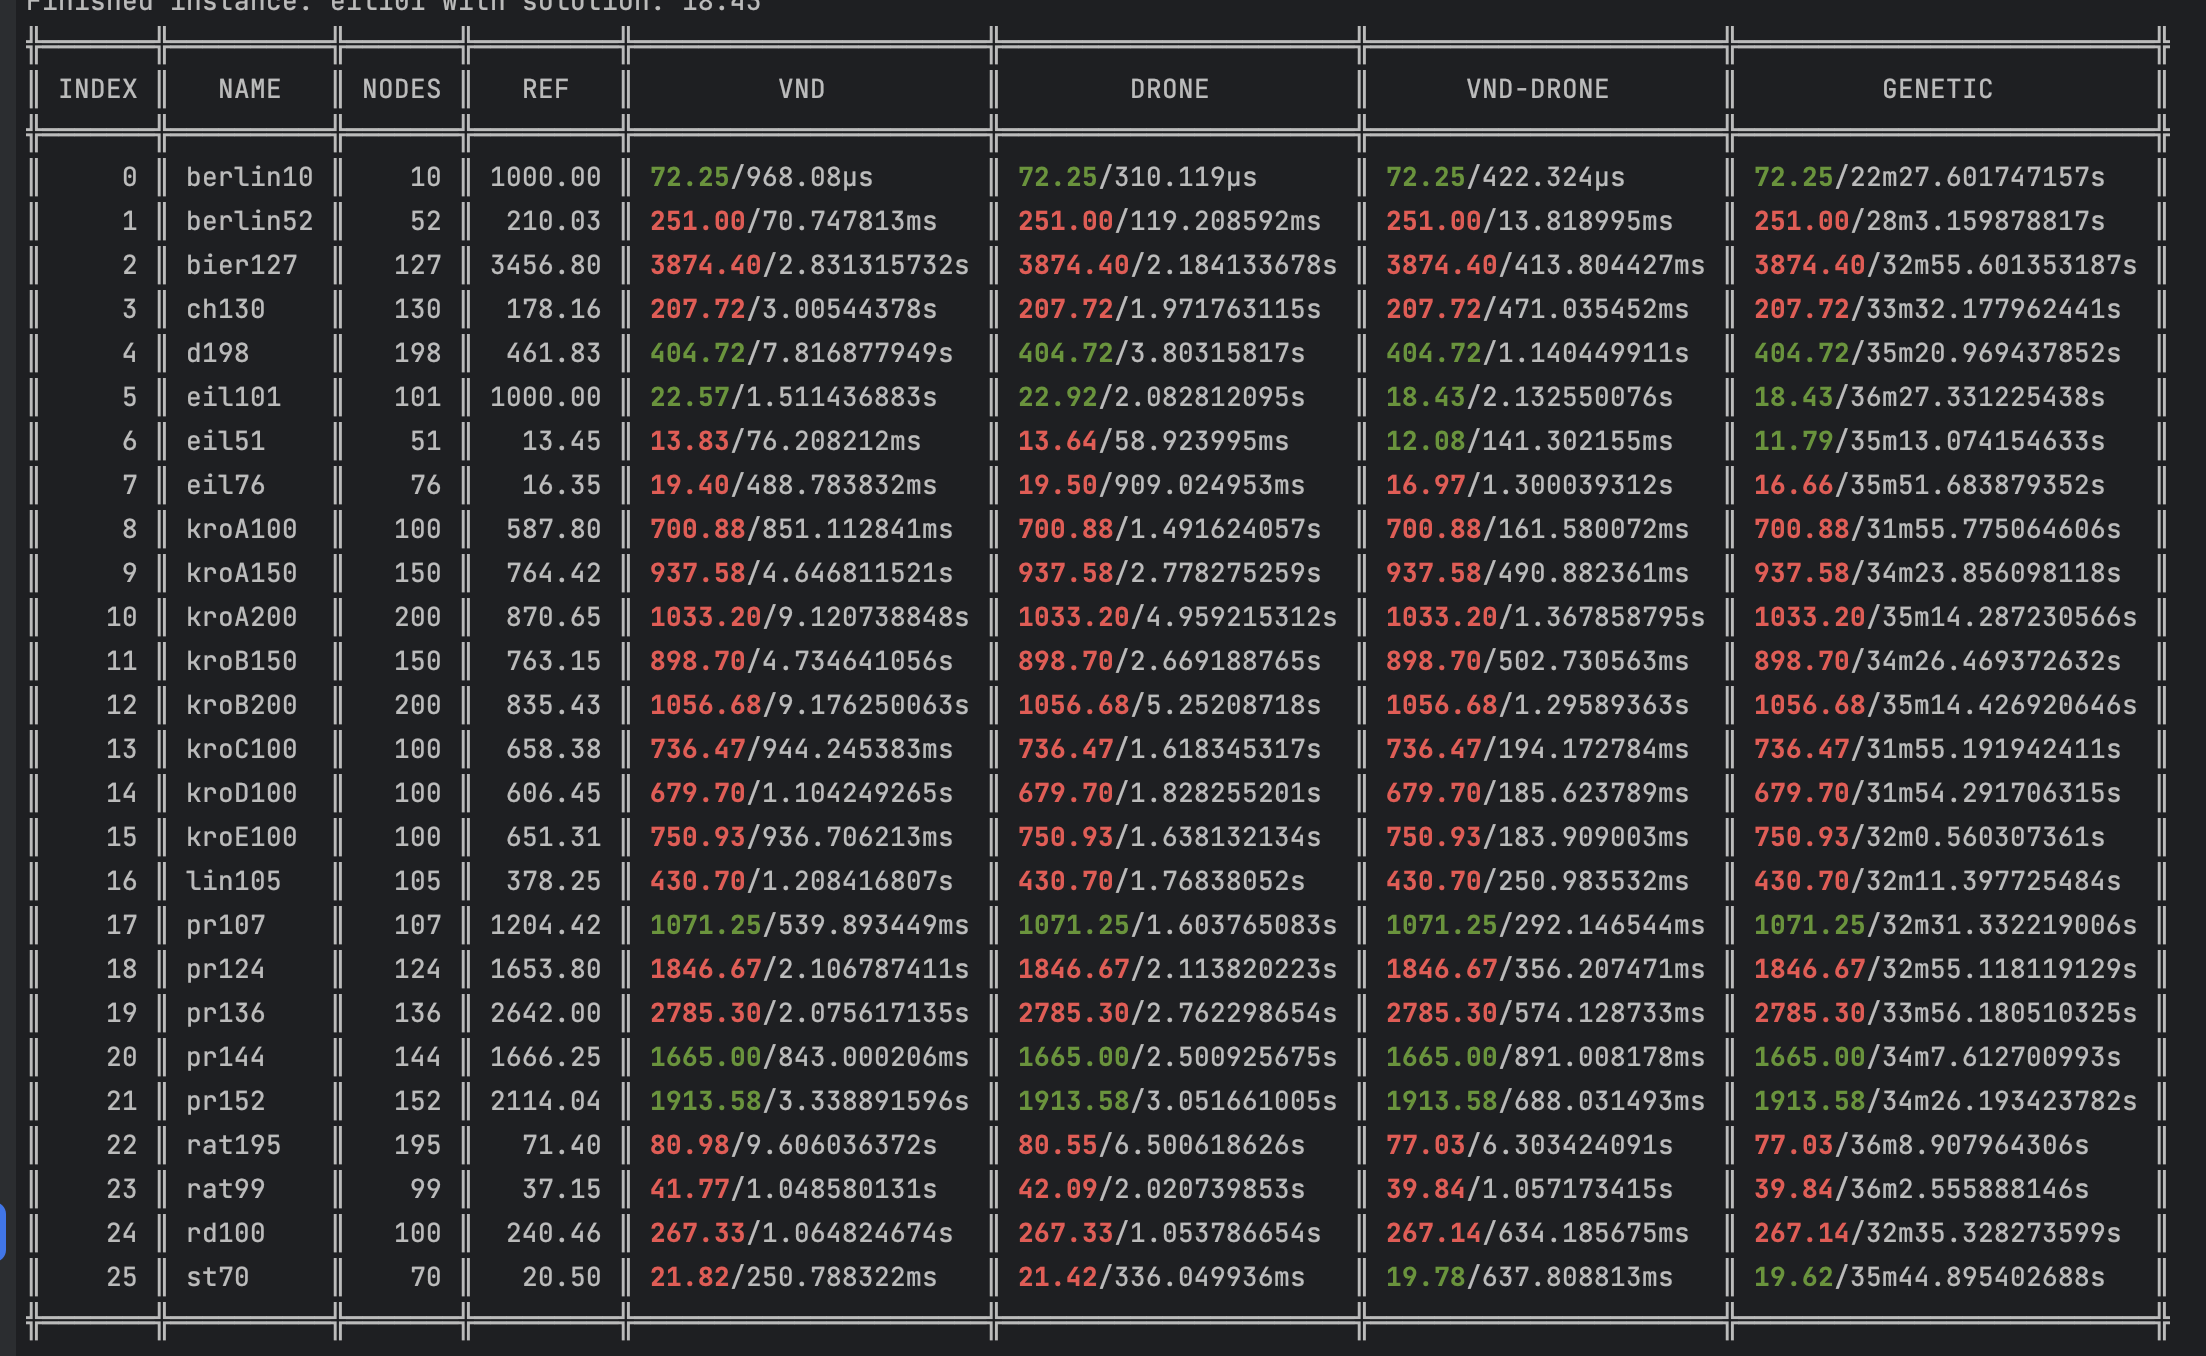 Finished instance: eil101 with solution: 18.43
INDEX NAME NODES REF VND DRONE VND-DRONE GENETIC
0 berlin10 10 1000.00 72.25/968.08µs 72.25/310.119µs 72.25/422.324µs 72.25/22m27.601747157s
1 berlin52 52 210.03 251.00/70.747813ms 251.00/119.208592ms 251.00/13.818995ms 251.00/28m3.159878817s
2 bier127 127 3456.80 3874.40/2.831315732s 3874.40/2.184133678s 3874.40/413.804427ms 3874.40/32m55.601353187s
3 ch130 130 178.16 207.72/3.00544378s 207.72/1.971763115s 207.72/471.035452ms 207.72/33m32.177962441s
4 d198 198 461.83 404.72/7.816877949s 404.72/3.80315817s 404.72/1.140449911s 404.72/35m20.969437852s
5 eil101 101 1000.00 22.57/1.511436883s 22.92/2.082812095s 18.43/2.132550076s 18.43/36m27.331225438s
6 eil51 51 13.45 13.83/76.208212ms 13.64/58.923995ms 12.08/141.302155ms 11.79/35m13.074154633s
7 eil76 76 16.35 19.40/488.783832ms 19.50/909.024953ms 16.97/1.300039312s 16.66/35m51.683879352s
8 kroA100 100 587.80 700.88/851.112841ms 700.88/1.491624057s 700.88/161.580072ms 700.88/31m55.775064606s
9 kroA150 150 764.42 937.58/4.646811521s 937.58/2.778275259s 937.58/490.882361ms 937.58/34m23.856098118s
10 kroA200 200 870.65 1033.20/9.120738848s 1033.20/4.959215312s 1033.20/1.367858795s 1033.20/35m14.287230566s
11 kroB150 150 763.15 898.70/4.734641056s 898.70/2.669188765s 898.70/502.730563ms 898.70/34m26.469372632s
12 kroB200 200 835.43 1056.68/9.176250063s 1056.68/5.25208718s 1056.68/1.29589363s 1056.68/35m14.426920646s
13 kroC100 100 658.38 736.47/944.245383ms 736.47/1.618345317s 736.47/194.172784ms 736.47/31m55.191942411s
14 kroD100 100 606.45 679.70/1.104249265s 679.70/1.828255201s 679.70/185.623789ms 679.70/31m54.291706315s
15 kroE100 100 651.31 750.93/936.706213ms 750.93/1.638132134s 750.93/183.909003ms 750.93/32m0.560307361s
16 lin105 105 378.25 430.70/1.208416807s 430.70/1.76838052s 430.70/250.983532ms 430.70/32m11.397725484s
17 pr107 107 1204.42 1071.25/539.893449ms 1071.25/1.603765083s 1071.25/292.146544ms 1071.25/32m31.332219006s
18 pr124 124 1653.80 1846.67/2.106787411s 1846.67/2.113820223s 1846.67/356.207471ms 1846.67/32m55.118119129s
19 pr136 136 2642.00 2785.30/2.075617135s 2785.30/2.762298654s 2785.30/574.128733ms 2785.30/33m56.180510325s
20 pr144 144 1666.25 1665.00/843.000206ms 1665.00/2.500925675s 1665.00/891.008178ms 1665.00/34m7.612700993s
21 pr152 152 2114.04 1913.58/3.338891596s 1913.58/3.051661005s 1913.58/688.031493ms 1913.58/34m26.193423782s
22 rat195 195 71.40 80.98/9.606036372s 80.55/6.500618626s 77.03/6.303424091s 77.03/36m8.907964306s
23 rat99 99 37.15 41.77/1.048580131s 42.09/2.020739853s 39.84/1.057173415s 39.84/36m2.555888146s
24 rd100 100 240.46 267.33/1.064824674s 267.33/1.053786654s 267.14/634.185675ms 267.14/32m35.328273599s
25 st70 70 20.50 21.82/250.788322ms 21.42/336.049936ms 19.78/637.808813ms 19.62/35m44.895402688s